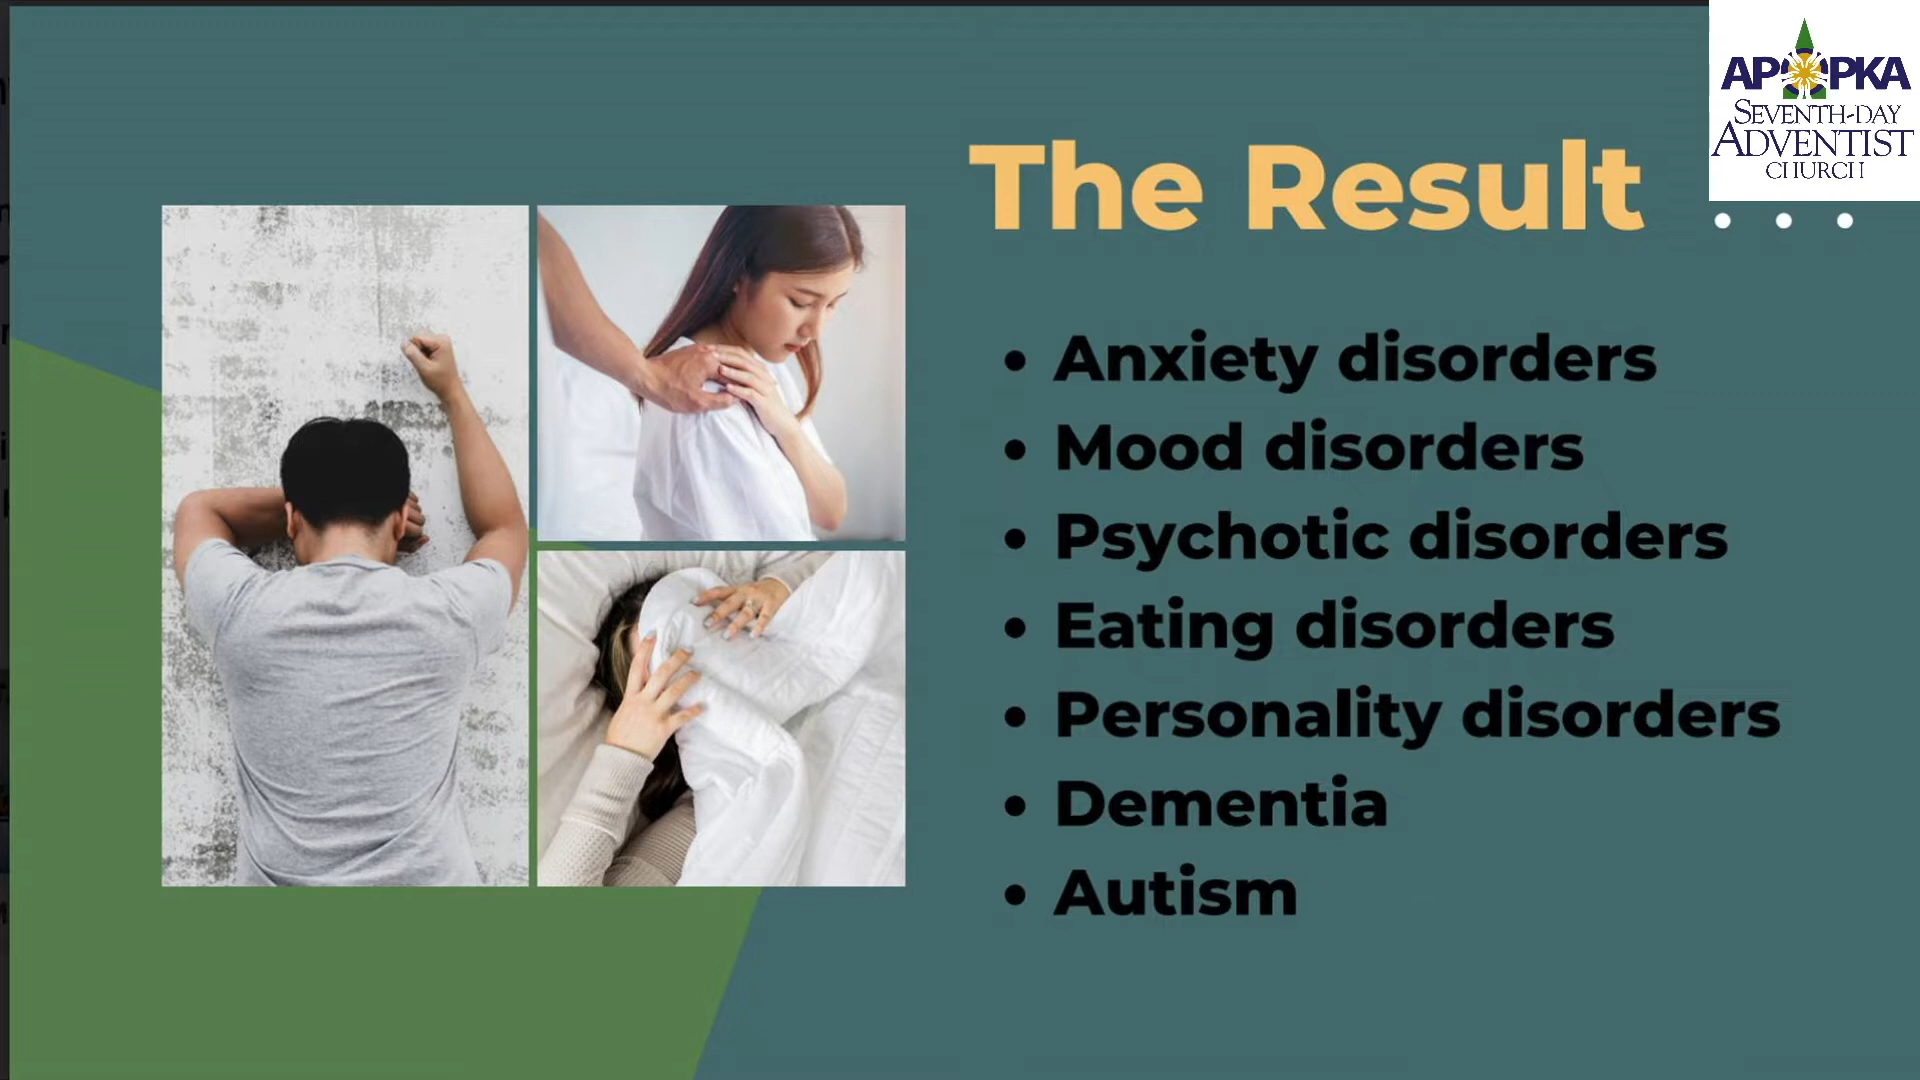 APOPKA
SEVENTH-DAY
ADVENTIST
CHURCH
The Result
• Anxiety disorders
• Mood disorders
• Psychotic disorders
• Eating disorders
• Personality disorders
• Dementia
• Autism